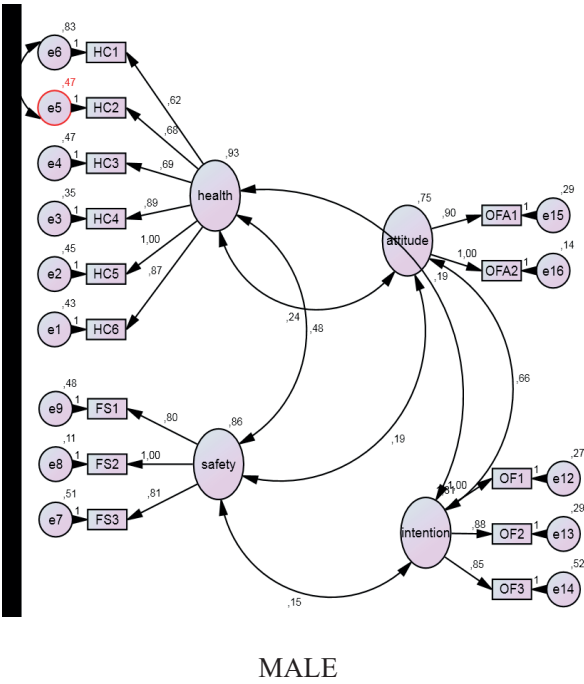 ,83
e6 1 HC1
,62
,47
e5 1 HC2
,68
,47
e4 1 HC3
,69
,93
health
,35
e3 1 HC4
,89
,45
e2 1 HC5
1,00
,43
e1 1 HC6
,87
,75
attitude
,90
OFA1 1 e15
,29
1,00
OFA2 1 e16
,14
,19
,24
,48
,66
,48
e9 1 FS1
,80
,86
safety
,11
e8 1 FS2
1,00
,51
e7 1 FS3
,81
,19
,15
intention
1,00
OF1 1 e12
,27
,88
OF2 1 e13
,29
,85
OF3 1 e14
,52
MALE